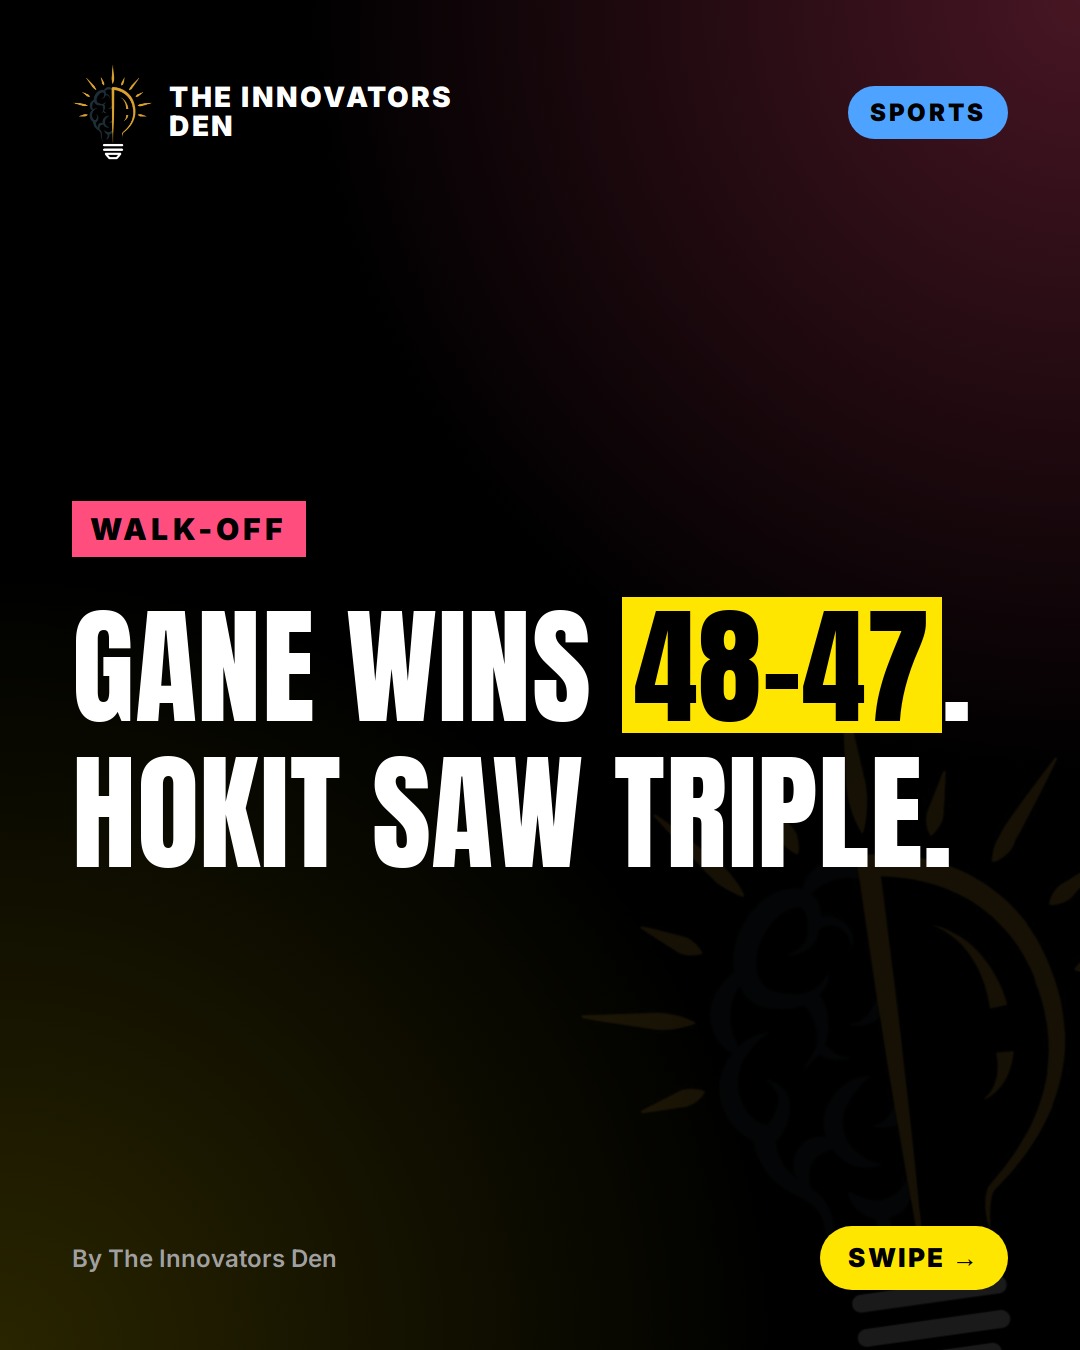 THE INNOVATORS
DEN
SPORTS
WALK-OFF
GANE WINS 48-47.
HOKIT SAW TRIPLE.
By The Innovators Den
SWIPE →